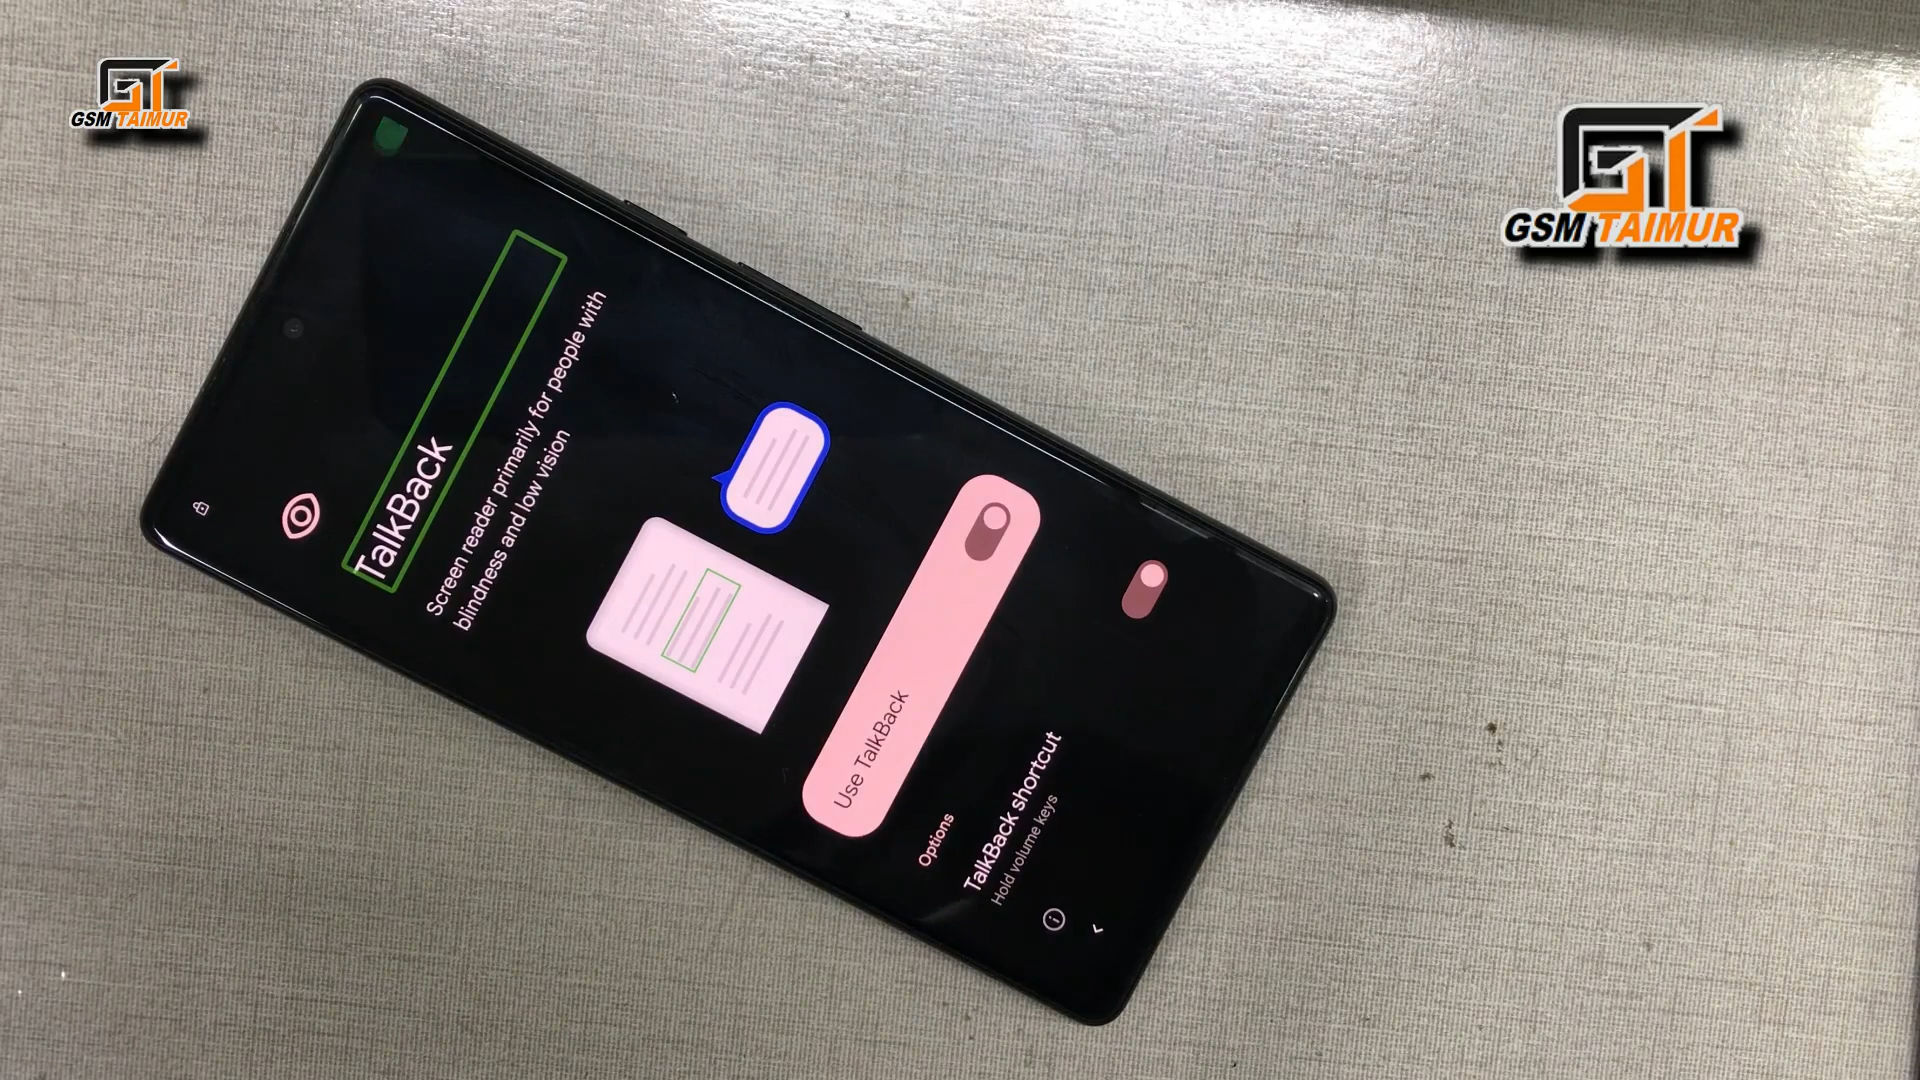 GSM TAIMUR
GSM TAIMUR
TalkBack
Screen reader primarily for people with
blindness and low vision
Use TalkBack
Options
TalkBack shortcut
Hold volume keys